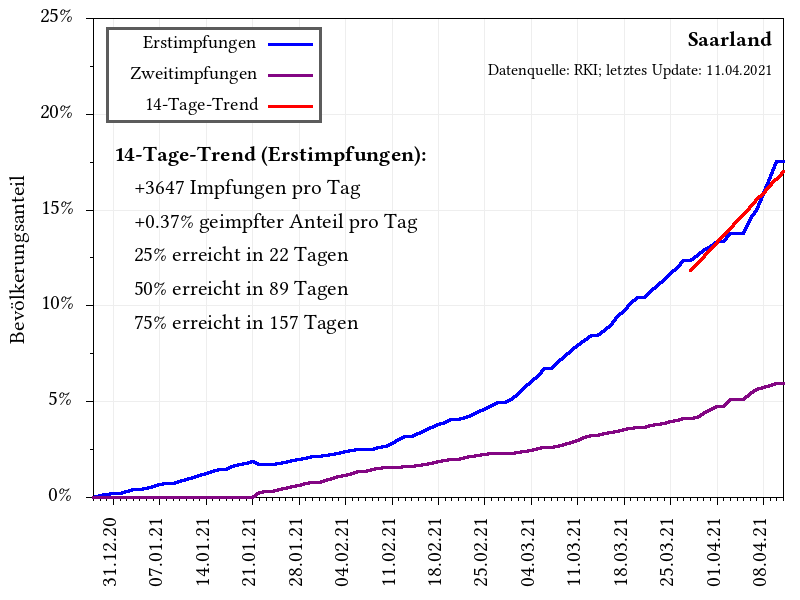 25%
20%
15%
10%
5%
0%
Bevölkerungsanteil
Erstimpfungen
Zweitimpfungen
14-Tage-Trend
Saarland
Datenquelle: RKI; letztes Update: 11.04.2021
14-Tage-Trend (Erstimpfungen):
+3647 Impfungen pro Tag
+0.37% geimpfter Anteil pro Tag
25% erreicht in 22 Tagen
50% erreicht in 89 Tagen
75% erreicht in 157 Tagen
31.12.20
07.01.21
14.01.21
21.01.21
28.01.21
04.02.21
11.02.21
18.02.21
25.02.21
04.03.21
11.03.21
18.03.21
25.03.21
01.04.21
08.04.21